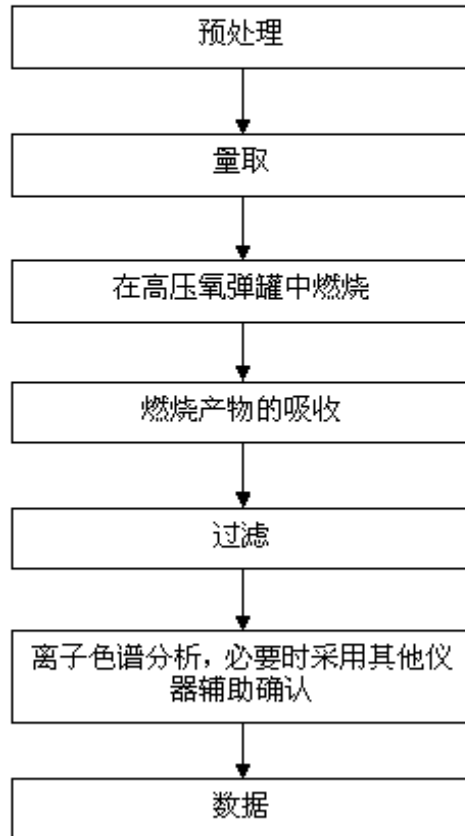 预处理
量取
在高压氧弹罐中燃烧
燃烧产物的吸收
过滤
离子色谱分析，必要时采用其他仪
器辅助确认
数据